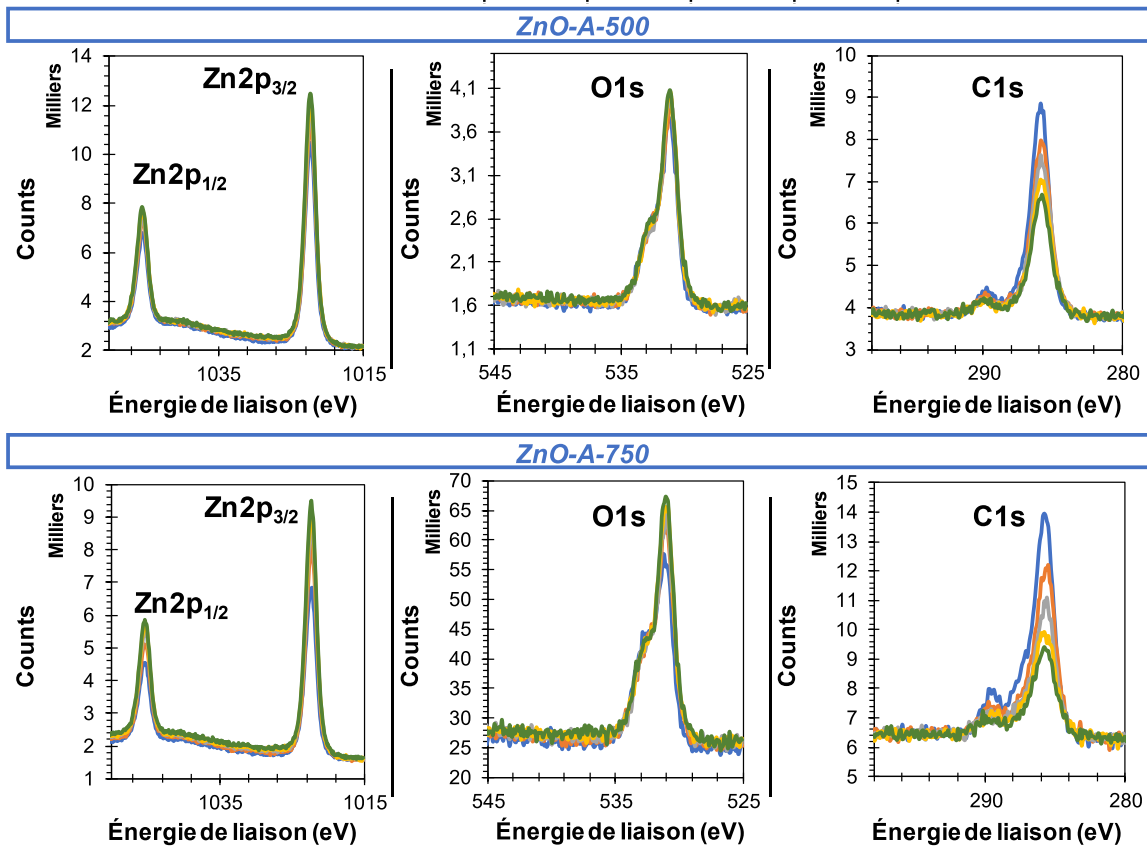 ZnO-A-500
14
12
10
8
6
4
2
Milliers
Counts
Zn2p3/2
Zn2p1/2
1035
1015
Énergie de liaison (eV)
4,1
3,6
3,1
2,6
2,1
1,6
1,1
Milliers
Counts
O1s
545
535
525
Énergie de liaison (eV)
10
9
8
7
6
5
4
3
Milliers
Counts
C1s
290
280
Énergie de liaison (eV)
ZnO-A-750
10
9
8
7
6
5
4
3
2
1
Milliers
Counts
Zn2p3/2
Zn2p1/2
1035
1015
Énergie de liaison (eV)
70
65
60
55
50
45
40
35
30
25
20
Milliers
Counts
O1s
545
535
525
Énergie de liaison (eV)
15
14
13
12
11
10
9
8
7
6
5
Milliers
Counts
C1s
290
280
Énergie de liaison (eV)